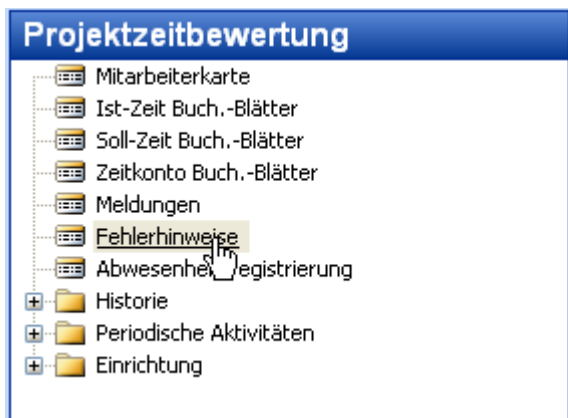 Projektzeitbewertung
Mitarbeiterkarte
Ist-Zeit Buch.-Blätter
Soll-Zeit Buch.-Blätter
Zeitkonto Buch.-Blätter
Meldungen
Fehlerhinweise
Abwesenheitsregistrierung
Historie
Periodische Aktivitäten
Einrichtung